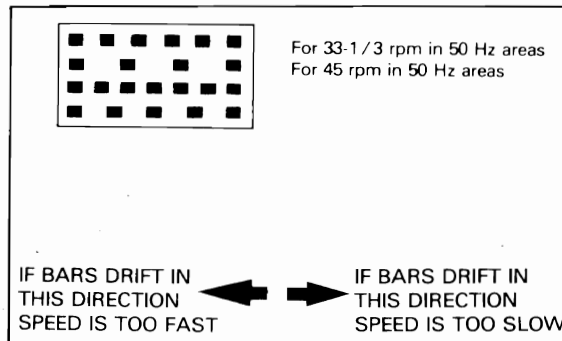 For 33-1/3 rpm in 50 Hz areas
For 45 rpm in 50 Hz areas
IF BARS DRIFT IN
THIS DIRECTION
SPEED IS TOO FAST
IF BARS DRIFT IN
THIS DIRECTION
SPEED IS TOO SLOW